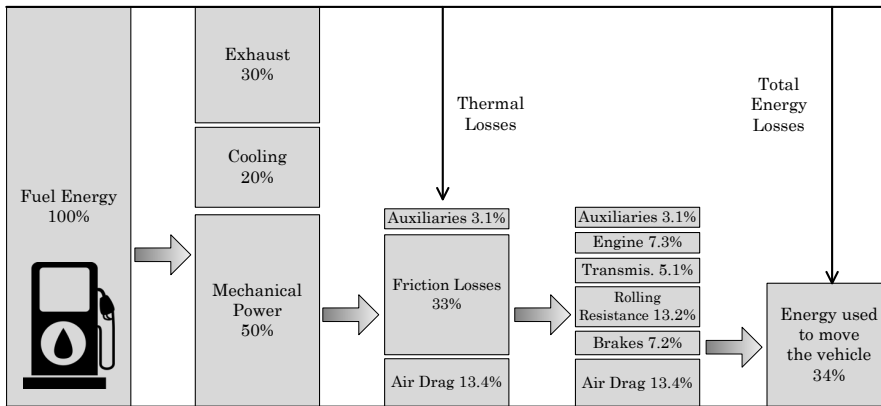 Fuel Energy
100%
Exhaust
30%
Cooling
20%
Mechanical
Power
50%
Thermal
Losses
Auxiliaries 3.1%
Friction Losses
33%
Air Drag 13.4%
Auxiliaries 3.1%
Engine 7.3%
Transmis. 5.1%
Rolling
Resistance 13.2%
Brakes 7.2%
Air Drag 13.4%
Total
Energy
Losses
Energy used
to move
the vehicle
34%